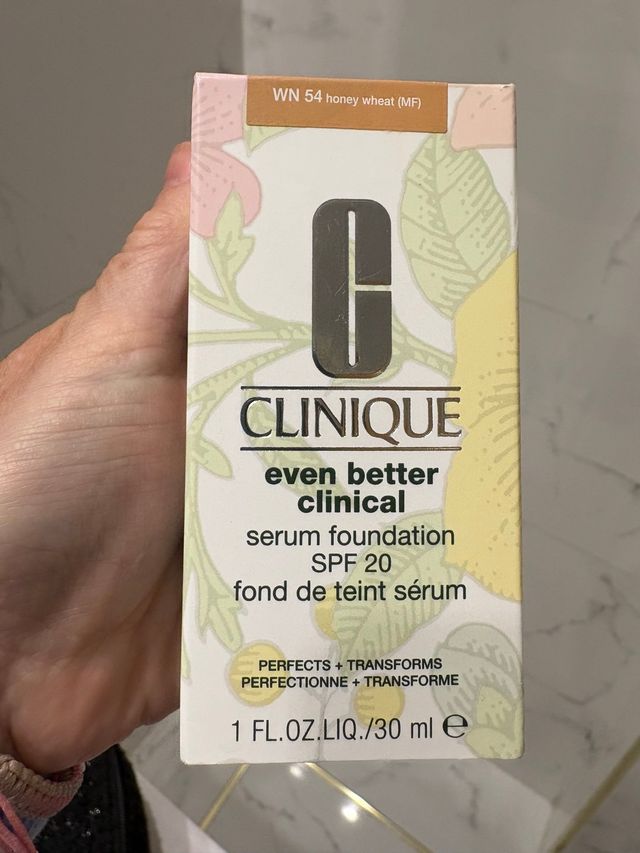 WN 54 honey wheat (MF)
CLINIQUE
even better
clinical
serum foundation
SPF 20
fond de teint sérum
PERFECTS + TRANSFORMS
PERFECTIONNE + TRANSFORME
1 FL.OZ.LIQ./30 ml ℮